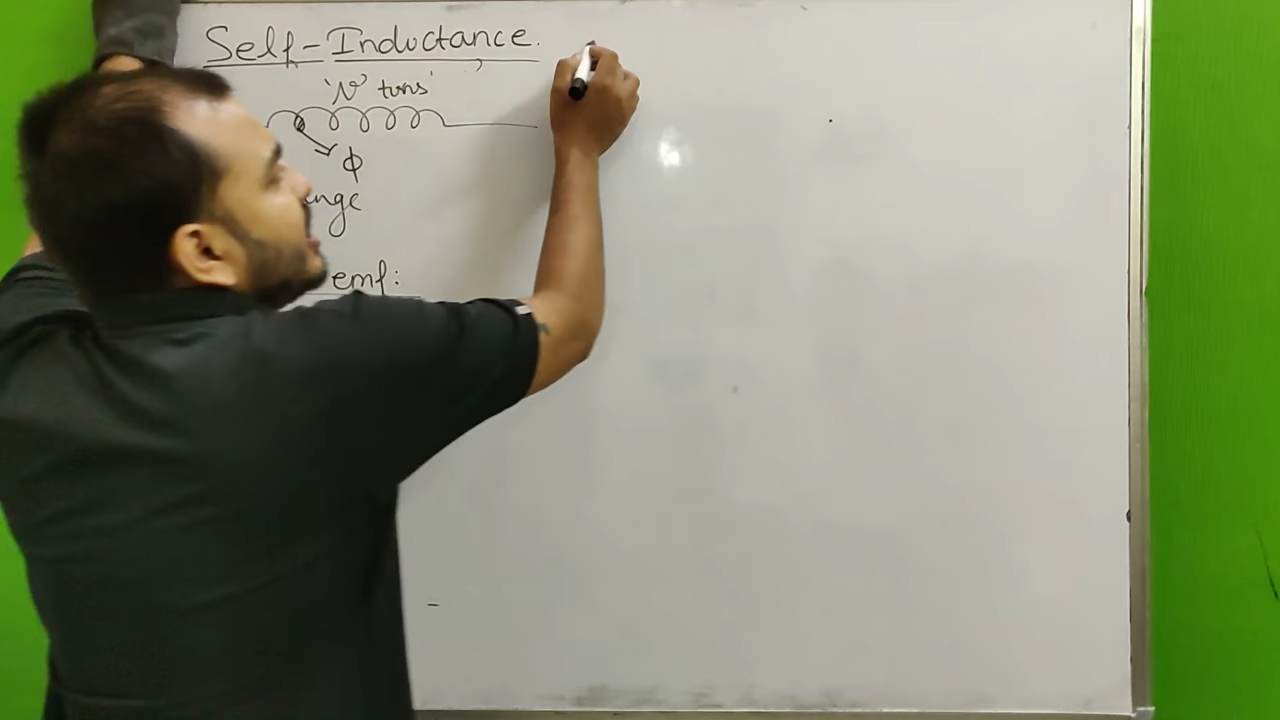 Self-Inductance.
'N' turns
ϕ
emf: